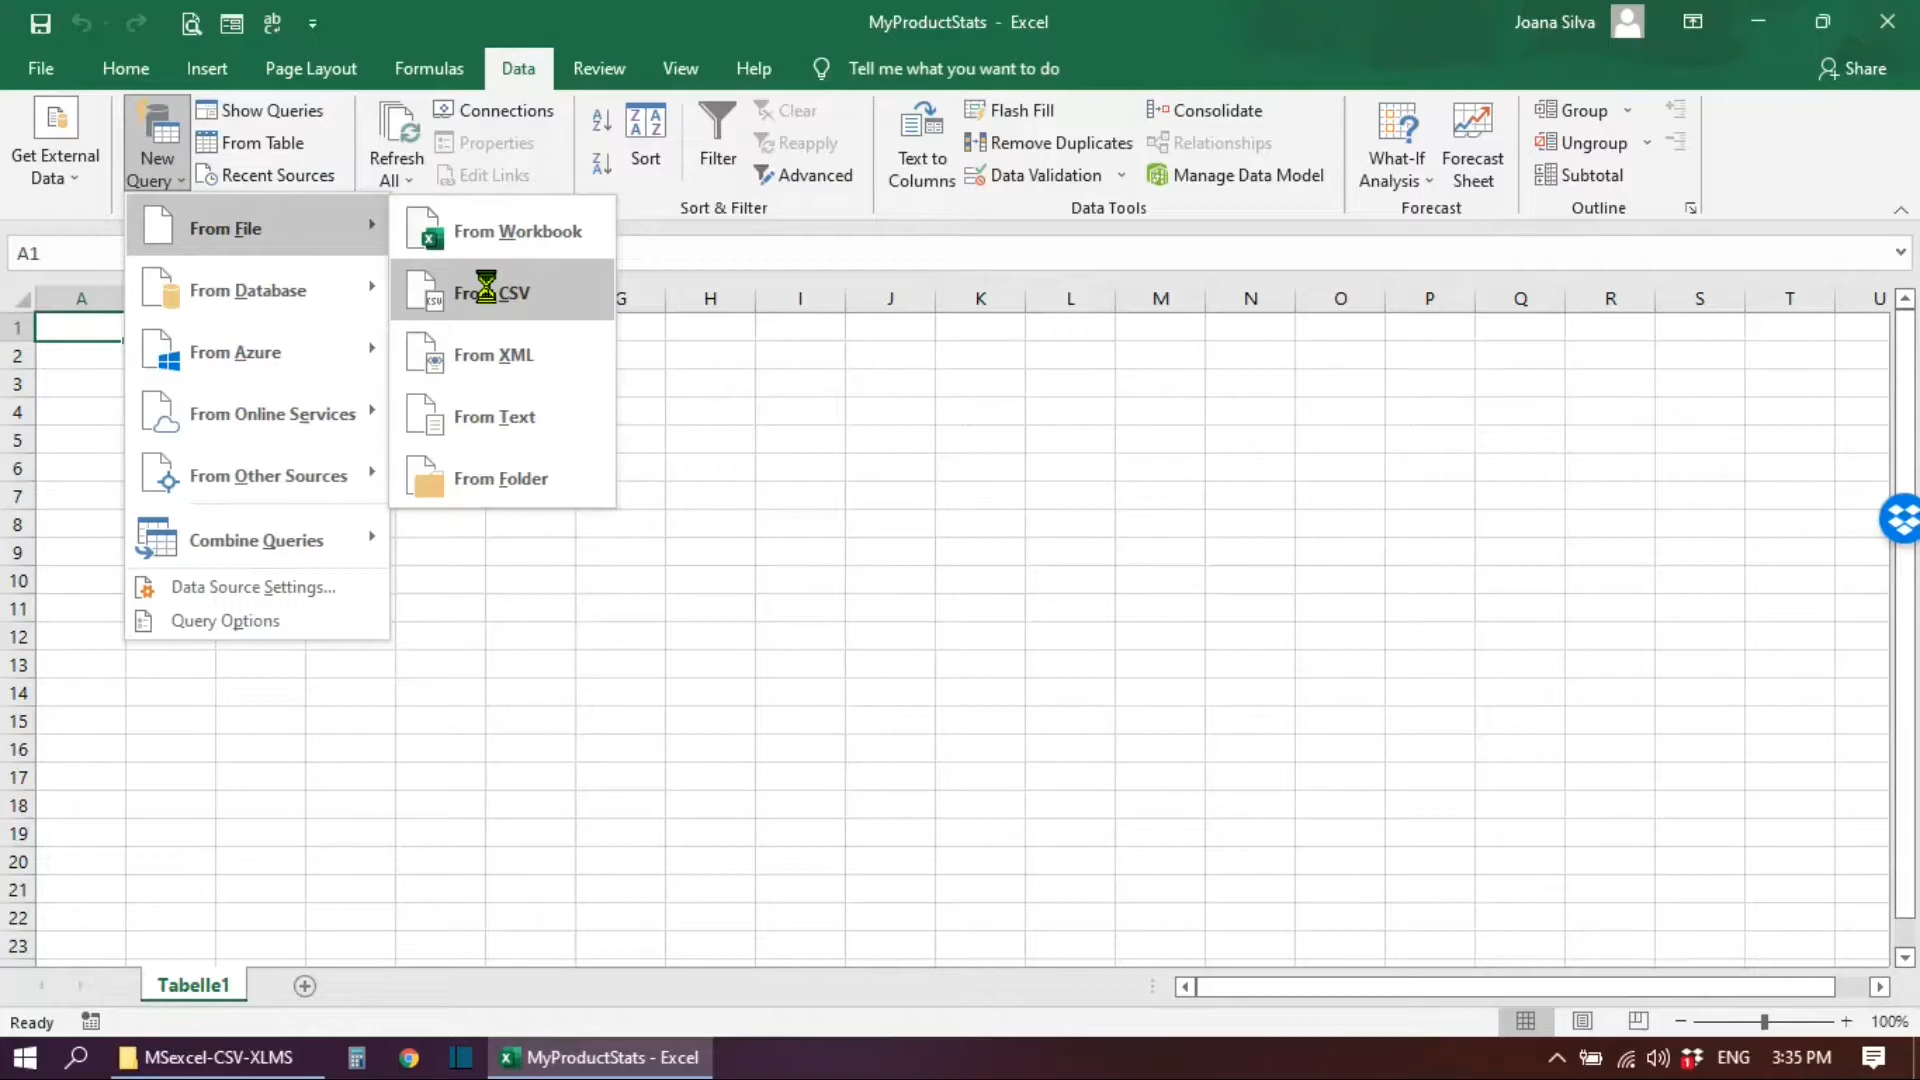 MyProductStats - Excel
Joana Silva
File Home Insert Page Layout Formulas Data Review View Help Tell me what you want to do Share
Get External Data
New Query
Show Queries
From Table
Recent Sources
Refresh All
Connections
Properties
Edit Links
Sort
Filter
Clear
Reapply
Advanced
Sort & Filter
Text to Columns
Flash Fill
Remove Duplicates
Data Validation
Consolidate
Relationships
Manage Data Model
Data Tools
What-If Analysis
Forecast Sheet
Forecast
Group
Ungroup
Subtotal
Outline
A1
From File
From Database
From Azure
From Online Services
From Other Sources
Combine Queries
Data Source Settings...
Query Options
From Workbook
From CSV
From XML
From Text
From Folder
A G H I J K L M N O P Q R S T U
1
2
3
4
5
6
7
8
9
10
11
12
13
14
15
16
17
18
19
20
21
22
23
Tabelle1
Ready
100%
MSexcel-CSV-XLMS
MyProductStats - Excel
ENG 3:35 PM